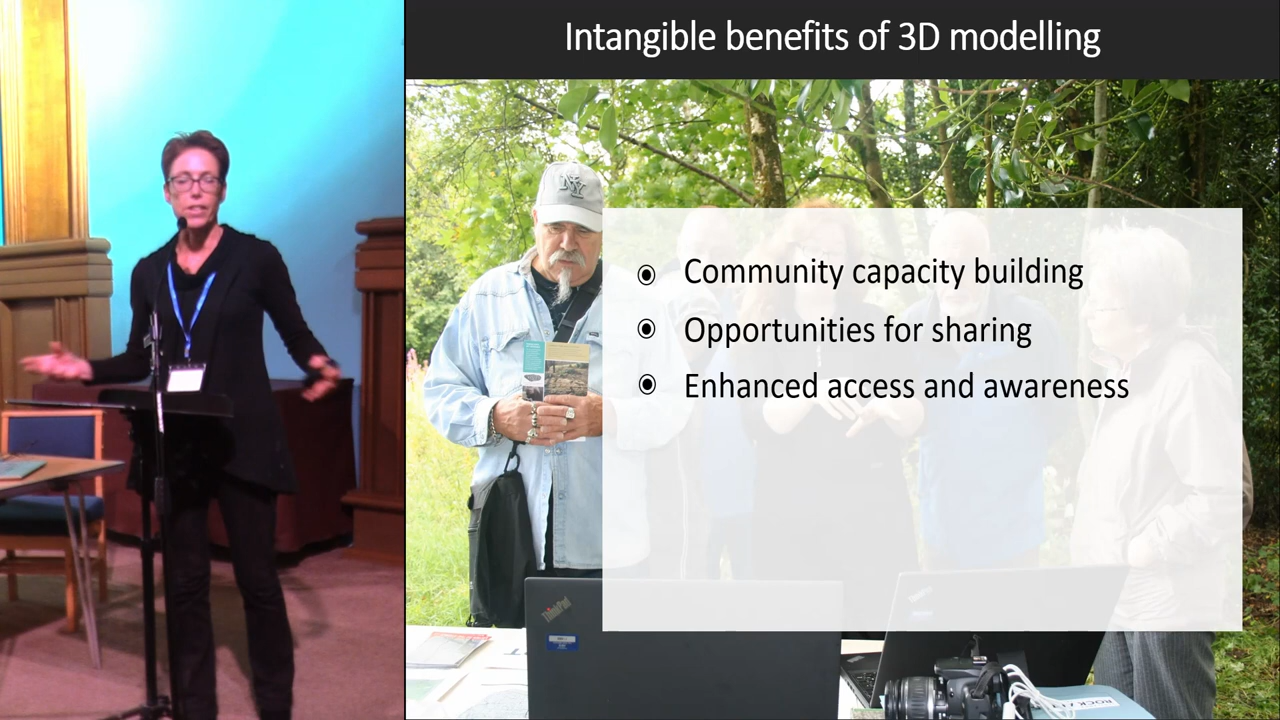 Intangible benefits of 3D modelling
NY
Community capacity building
Opportunities for sharing
Enhanced access and awareness
ThinkPad